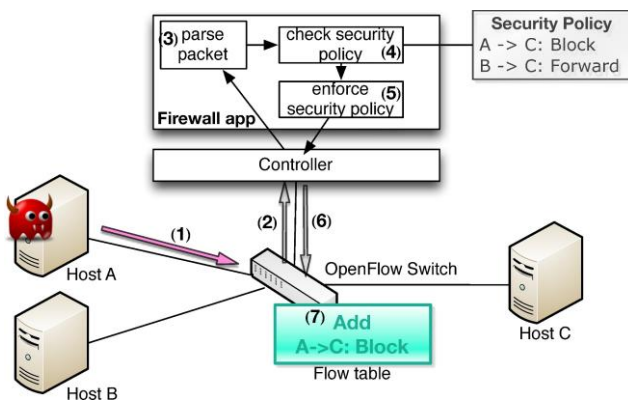 (3) parse
packet
check security
policy (4)
enforce (5)
security policy
Firewall app
Security Policy
A -> C: Block
B -> C: Forward
Controller
(1)
(2)
(6)
Host A
OpenFlow Switch
(7) Add
A->C: Block
Flow table
Host B
Host C